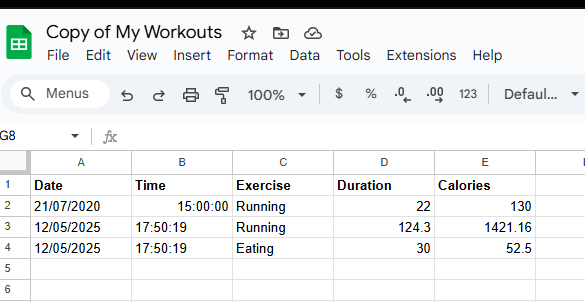 Copy of My Workouts
File Edit View Insert Format Data Tools Extensions Help
Menus 100% $ % .0 .00 123 Defaul...
G8 fx
A B C D E
1 Date Time Exercise Duration Calories
2 21/07/2020 15:00:00 Running 22 130
3 12/05/2025 17:50:19 Running 124.3 1421.16
4 12/05/2025 17:50:19 Eating 30 52.5
5
6